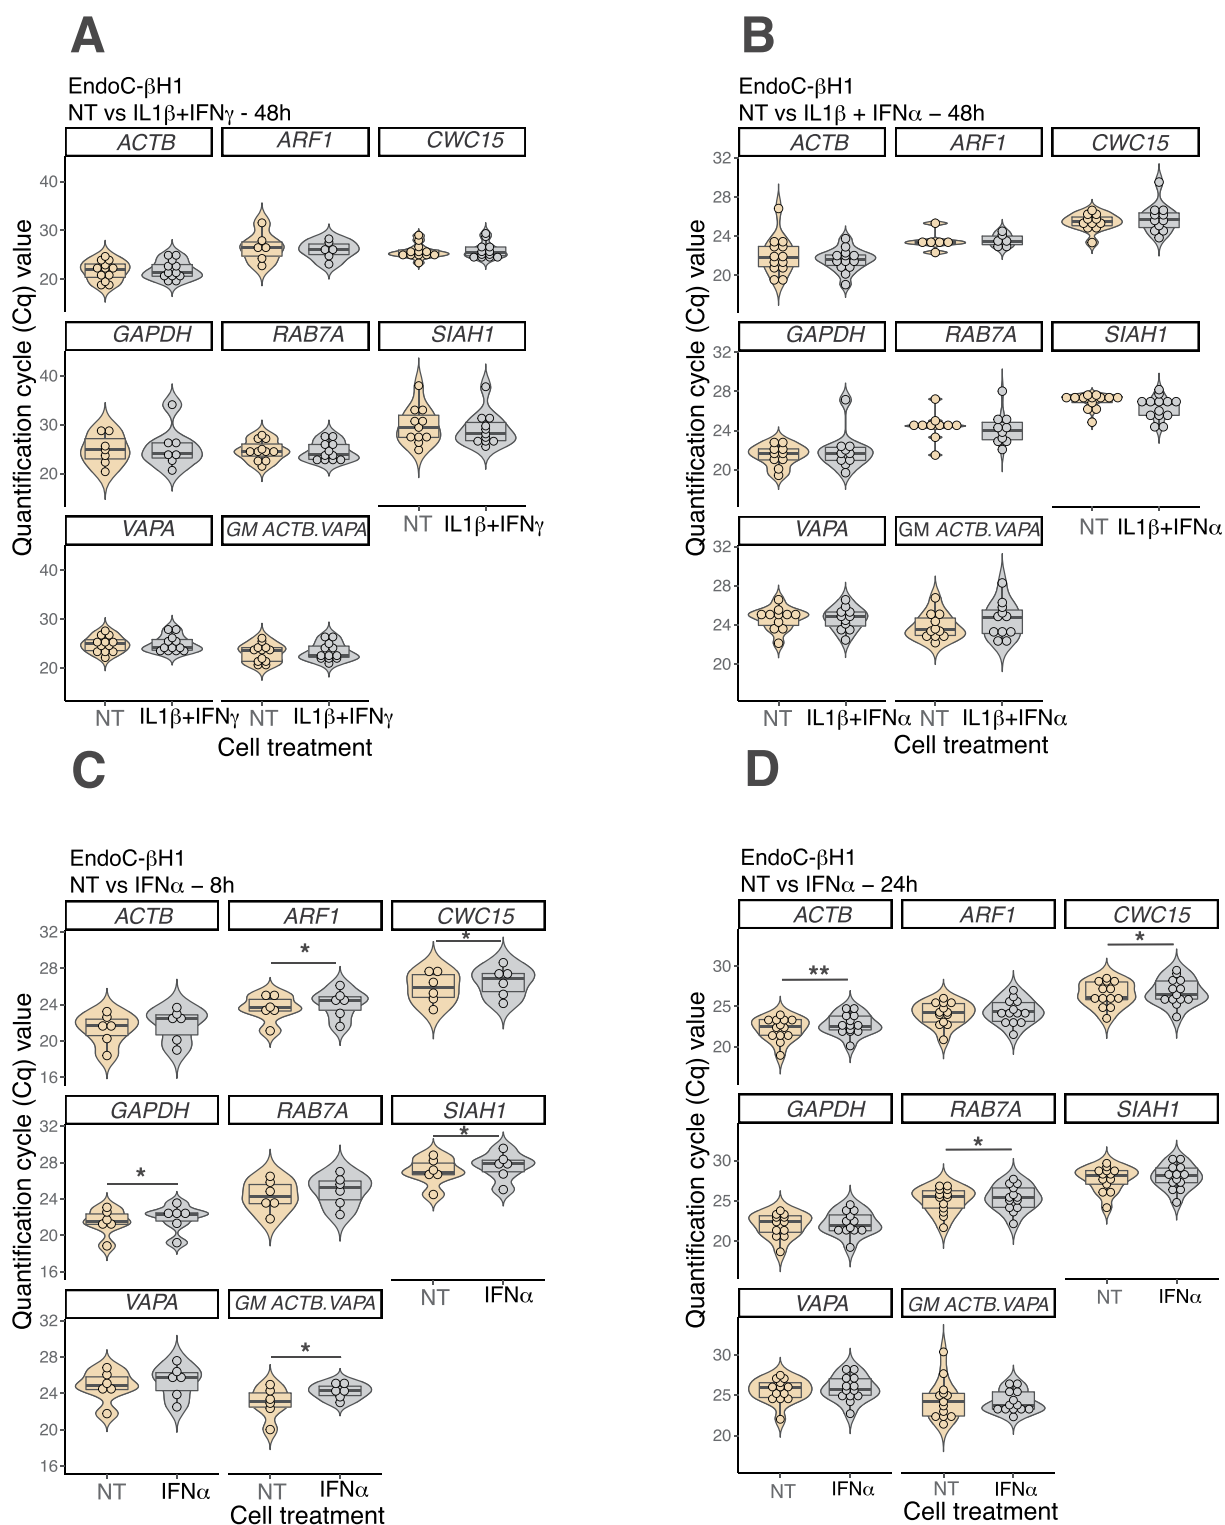 A
EndoC-βH1
NT vs IL1β+IFNγ - 48h
ACTB ARF1 CWC15
40
30
20
GAPDH RAB7A SIAH1
40
30
20
NT IL1β+IFNγ
VAPA GM ACTB.VAPA
40
30
20
NT IL1β+IFNγ NT IL1β+IFNγ
Cell treatment
Quantification cycle (Cq) value
B
EndoC-βH1
NT vs IL1β + IFNα – 48h
ACTB ARF1 CWC15
32
28
24
20
GAPDH RAB7A SIAH1
32
28
24
20
NT IL1β+IFNα
VAPA GM ACTB.VAPA
32
28
24
20
NT IL1β+IFNα NT IL1β+IFNα
Cell treatment
Quantification cycle (Cq) value
C
EndoC-βH1
NT vs IFNα – 8h
ACTB ARF1 CWC15
32
28
24
20
16
* *
GAPDH RAB7A SIAH1
32
28
24
20
16
* *
NT IFNα
VAPA GM ACTB.VAPA
32
28
24
20
16
*
NT IFNα NT IFNα
Cell treatment
Quantification cycle (Cq) value
D
EndoC-βH1
NT vs IFNα – 24h
ACTB ARF1 CWC15
30
25
20
** *
GAPDH RAB7A SIAH1
30
25
20
*
NT IFNα
VAPA GM ACTB.VAPA
30
25
20
NT IFNα NT IFNα
Cell treatment
Quantification cycle (Cq) value